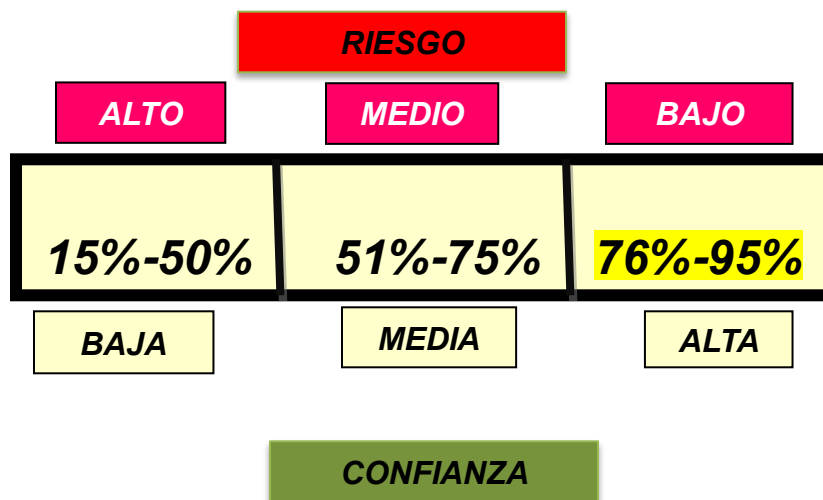 RIESGO
ALTO MEDIO BAJO
15%-50% 51%-75% 76%-95%
BAJA MEDIA ALTA
CONFIANZA